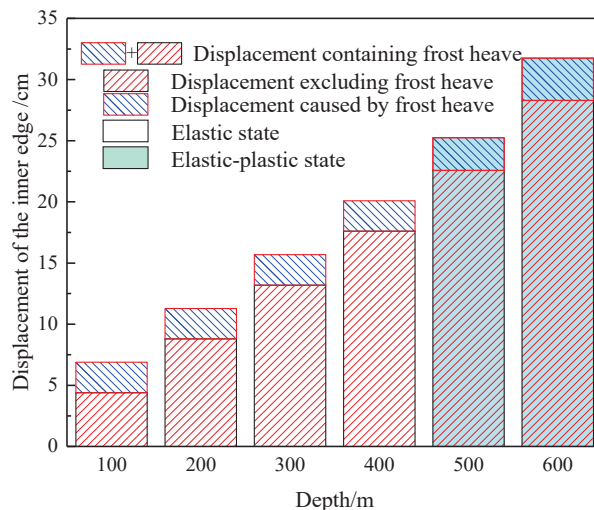 35
30
25
20
15
10
5
0
Displacement of the inner edge /cm
+ Displacement containing frost heave
Displacement excluding frost heave
Displacement caused by frost heave
Elastic state
Elastic-plastic state
100 200 300 400 500 600
Depth/m